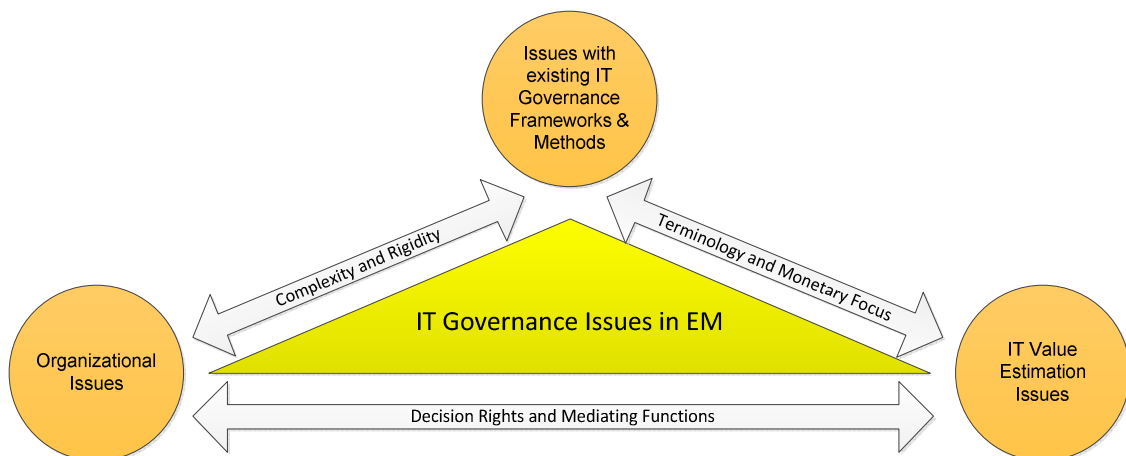 Issues with
existing IT
Governance
Frameworks &
Methods
Complexity and Rigidity
Terminology and Monetary Focus
IT Governance Issues in EM
Organizational
Issues
IT Value
Estimation
Issues
Decision Rights and Mediating Functions